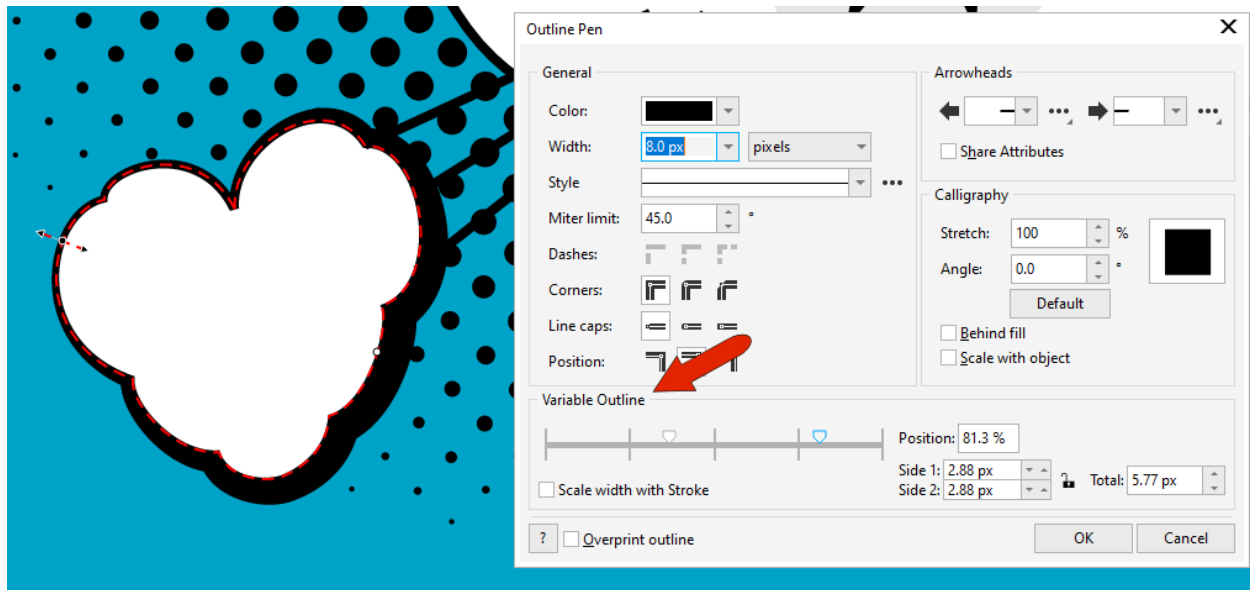 Outline Pen
General
Color:
Width: 8.0 px pixels
Style
Miter limit: 45.0 °
Dashes:
Corners:
Line caps:
Position:
Arrowheads
Share Attributes
Calligraphy
Stretch: 100 %
Angle: 0.0 °
Default
Behind fill
Scale with object
Variable Outline
Position: 81.3 %
Side 1: 2.88 px
Side 2: 2.88 px
Total: 5.77 px
Scale width with Stroke
? Overprint outline
OK Cancel